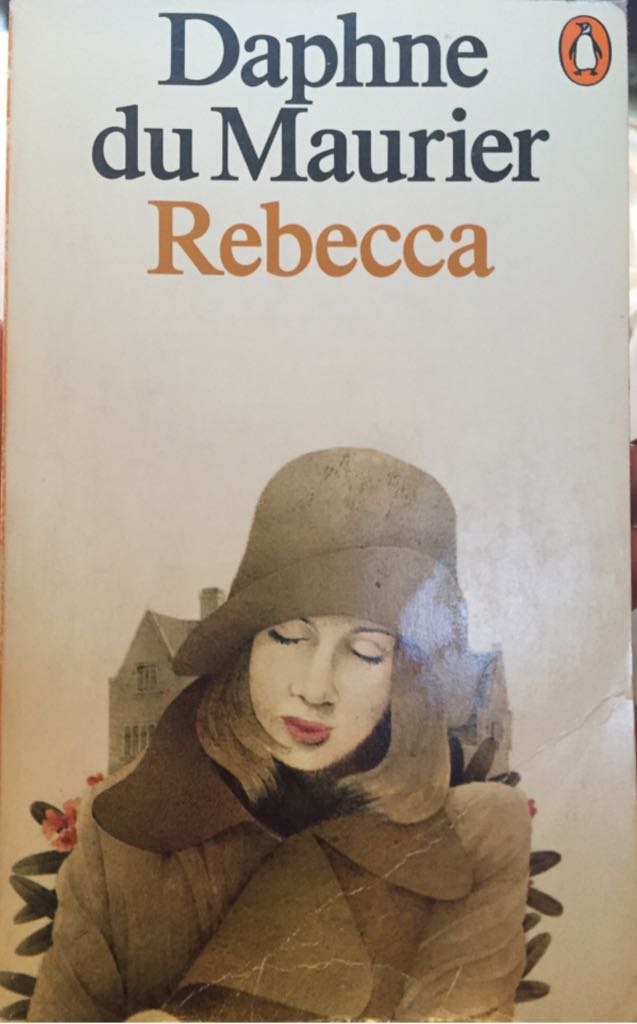 Daphne
du Maurier
Rebecca